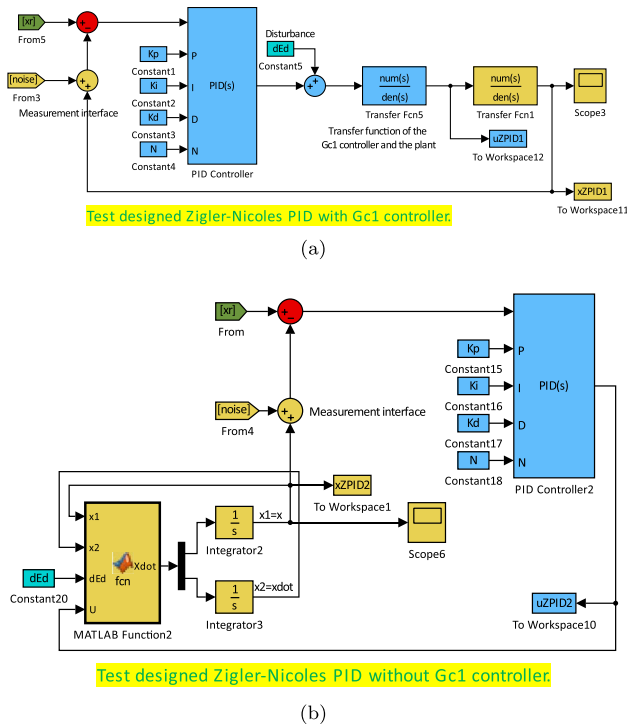 [xr]
From5
[noise]
From3
Measurement interface
Kp
Constant1
Ki
Constant2
Kd
Constant3
N
Constant4
P
I
D
N
PID(s)
PID Controller
Disturbance
dEd
Constant5
num(s)
den(s)
Transfer Fcn5
Transfer function of the
Gc1 controller and the plant
num(s)
den(s)
Transfer Fcn1
Scope3
uZPID1
To Workspace12
xZPID1
To Workspace11
Test designed Zigler-Nicoles PID with Gc1 controller.
(a)
[xr]
From
[noise]
From4
Measurement interface
Kp
Constant15
Ki
Constant16
Kd
Constant17
N
Constant18
P
I
D
N
PID(s)
PID Controller2
xZPID2
To Workspace1
x1
x2
dEd
U
fcn
Xdot
MATLAB Function2
dEd
Constant20
1
s
Integrator2
x1=x
1
s
Integrator3
x2=xdot
Scope6
uZPID2
To Workspace10
Test designed Zigler-Nicoles PID without Gc1 controller.
(b)